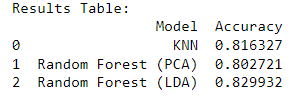 Results Table:
Model Accuracy
0 KNN 0.816327
1 Random Forest (PCA) 0.802721
2 Random Forest (LDA) 0.829932